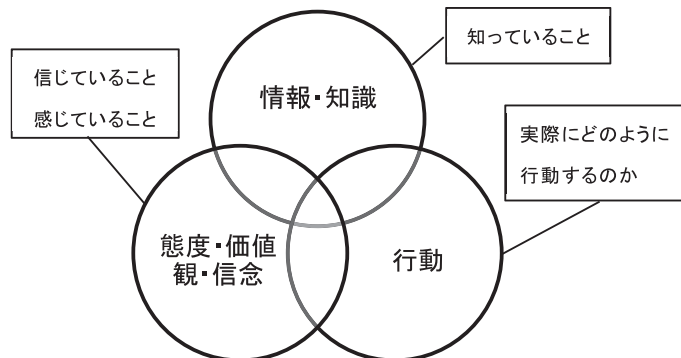 知っていること
信じていること
感じていること
情報・知識
実際にどのように
行動するのか
態度・価値
観・信念
行動